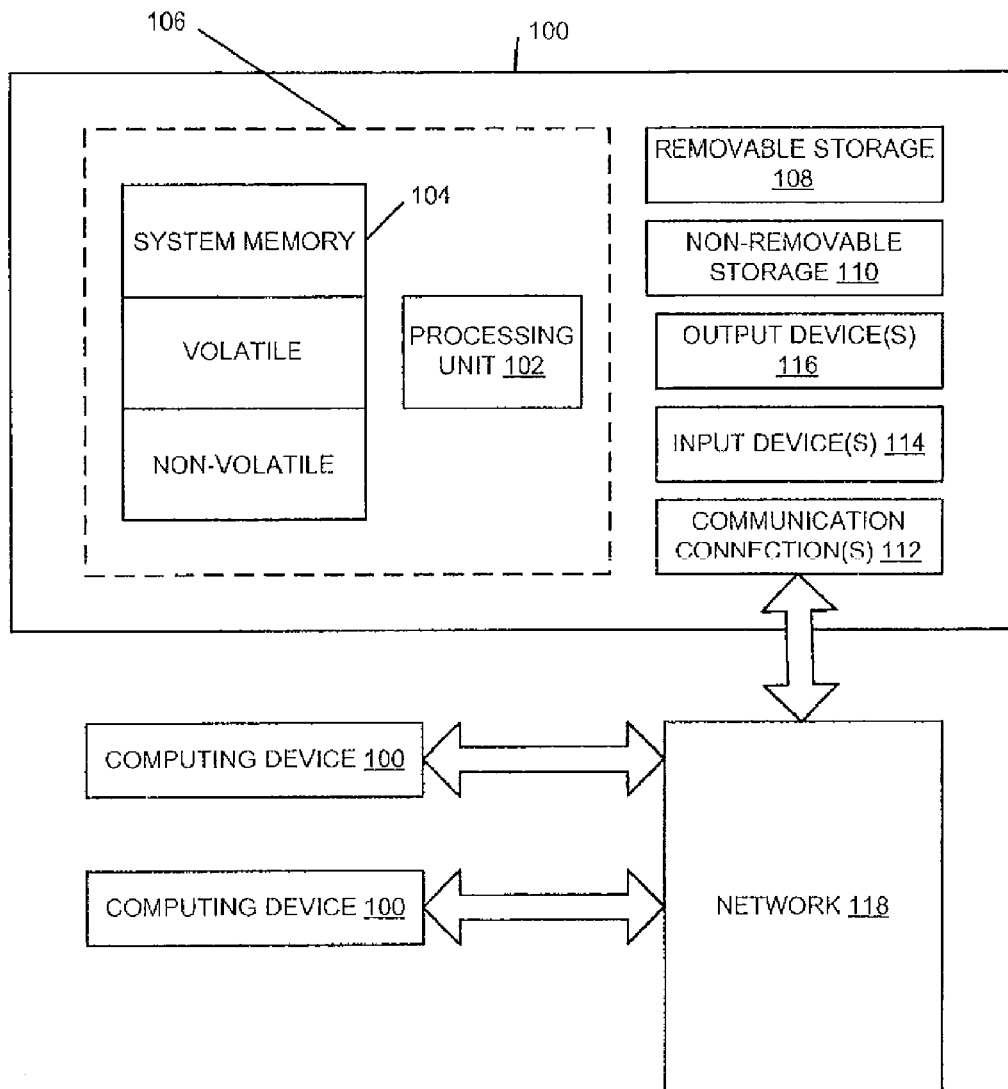 106
100
104
SYSTEM MEMORY
VOLATILE
NON-VOLATILE
PROCESSING
UNIT 102
REMOVABLE STORAGE
108
NON-REMOVABLE
STORAGE 110
OUTPUT DEVICE(S)
116
INPUT DEVICE(S) 114
COMMUNICATION
CONNECTION(S) 112
COMPUTING DEVICE 100
COMPUTING DEVICE 100
NETWORK 118